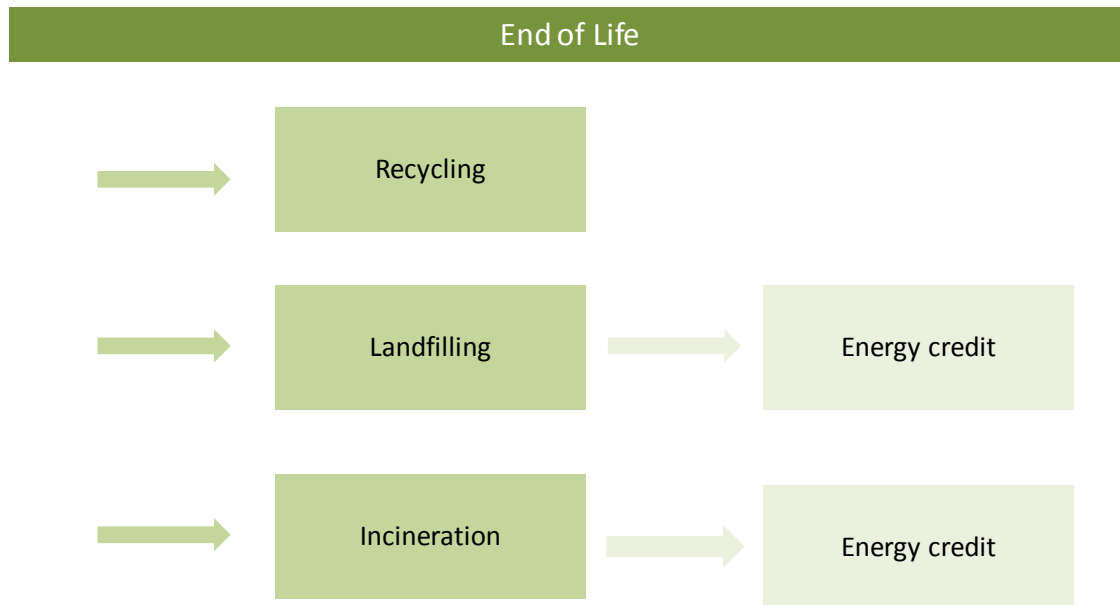 End of Life
Recycling
Landfilling
Energy credit
Incineration
Energy credit